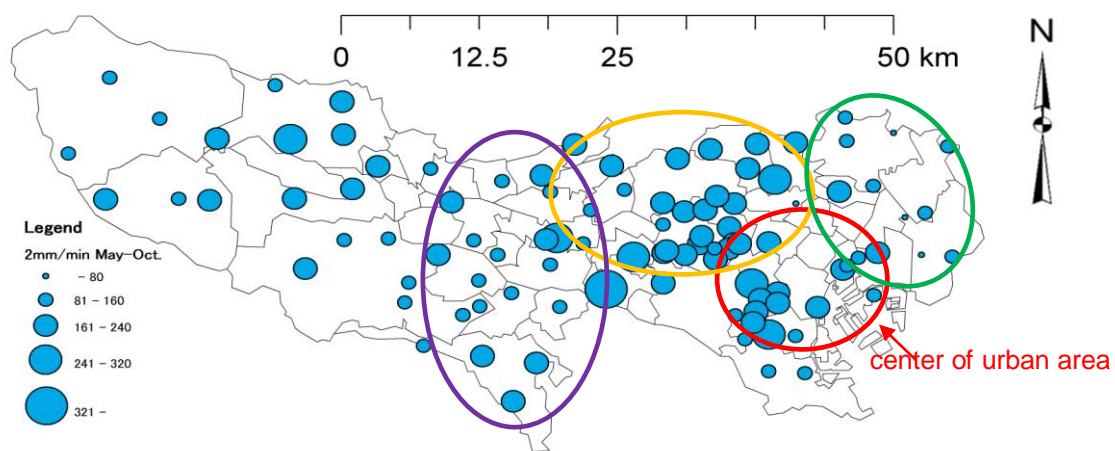 0 12.5 25 50 km
N
Legend
2mm/min May-Oct.
- 80
81 - 160
161 - 240
241 - 320
321 -
center of urban area